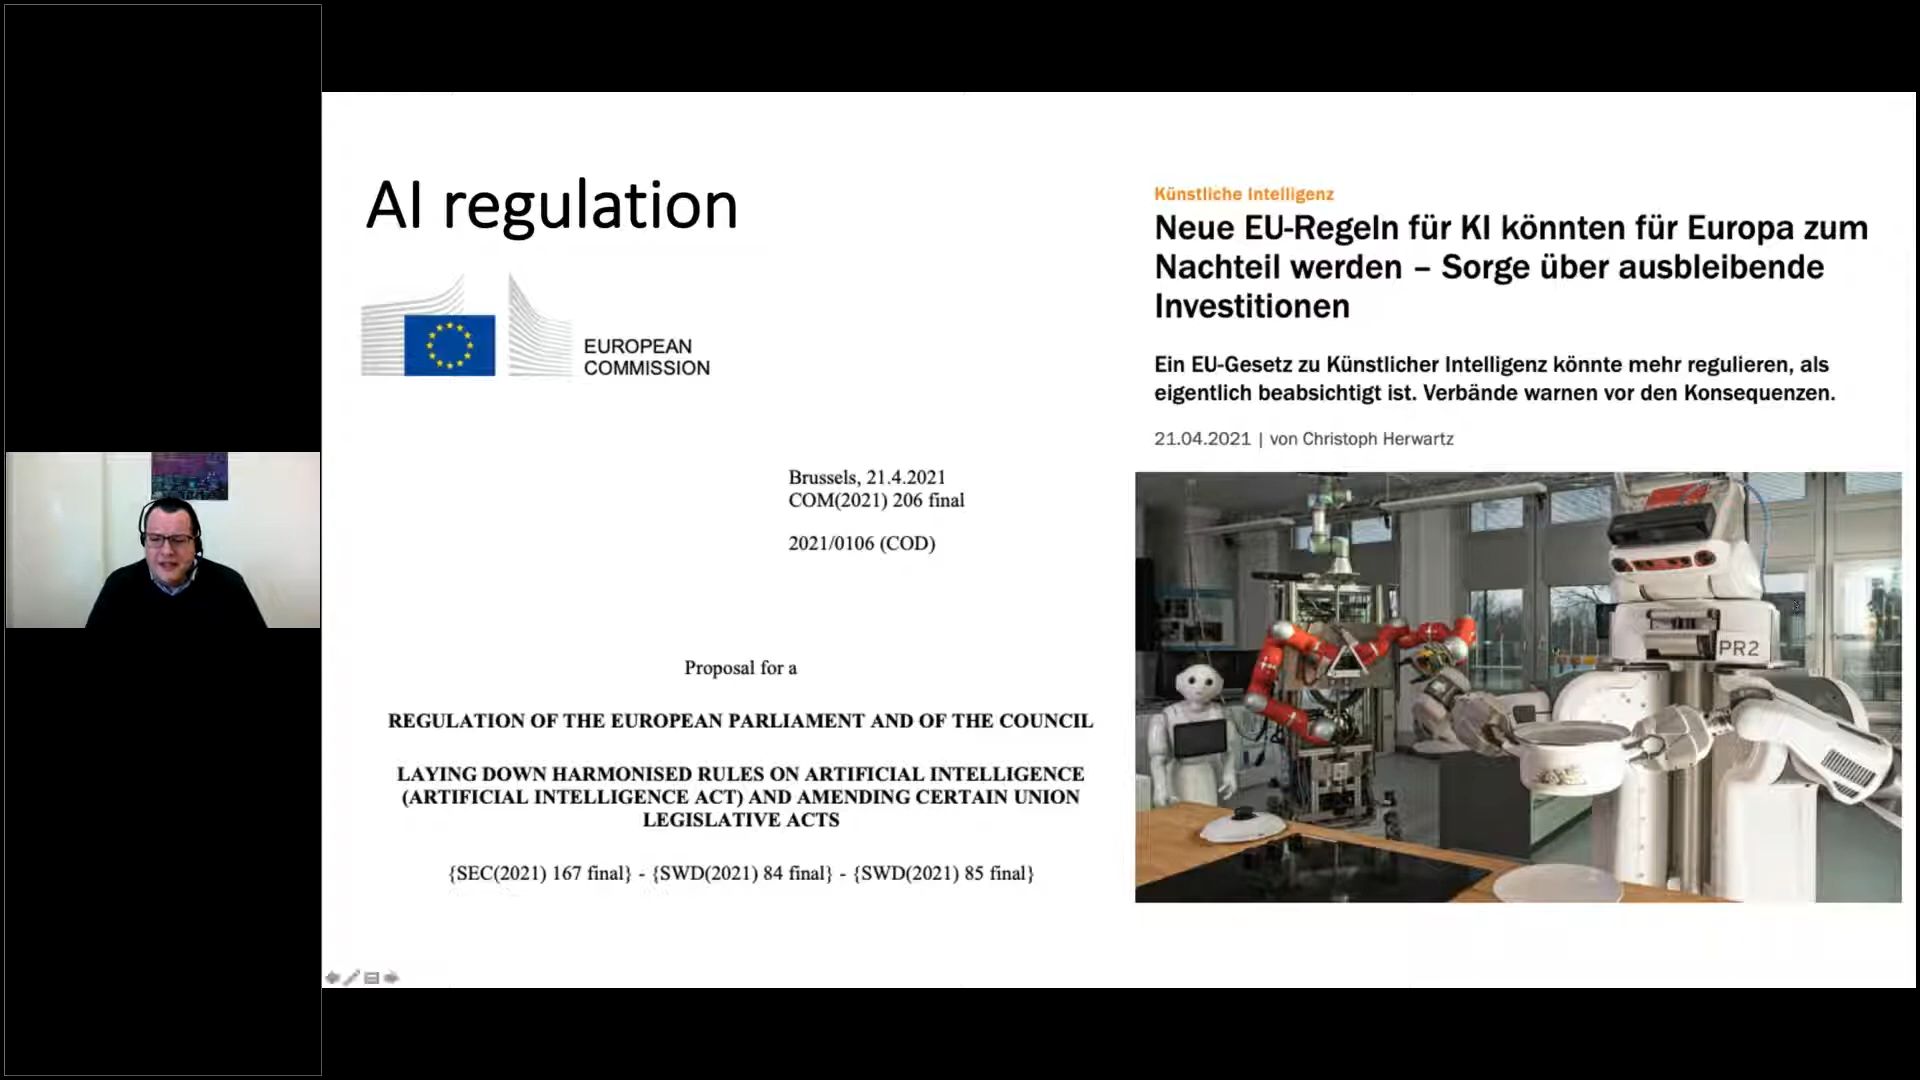 AI regulation
EUROPEAN
COMMISSION
Brussels, 21.4.2021
COM(2021) 206 final
2021/0106 (COD)
Proposal for a
REGULATION OF THE EUROPEAN PARLIAMENT AND OF THE COUNCIL
LAYING DOWN HARMONISED RULES ON ARTIFICIAL INTELLIGENCE
(ARTIFICIAL INTELLIGENCE ACT) AND AMENDING CERTAIN UNION
LEGISLATIVE ACTS
{SEC(2021) 167 final} - {SWD(2021) 84 final} - {SWD(2021) 85 final}
Künstliche Intelligenz
Neue EU-Regeln für KI könnten für Europa zum
Nachteil werden – Sorge über ausbleibende
Investitionen
Ein EU-Gesetz zu Künstlicher Intelligenz könnte mehr regulieren, als
eigentlich beabsichtigt ist. Verbände warnen vor den Konsequenzen.
21.04.2021 | von Christoph Herwartz
PR2